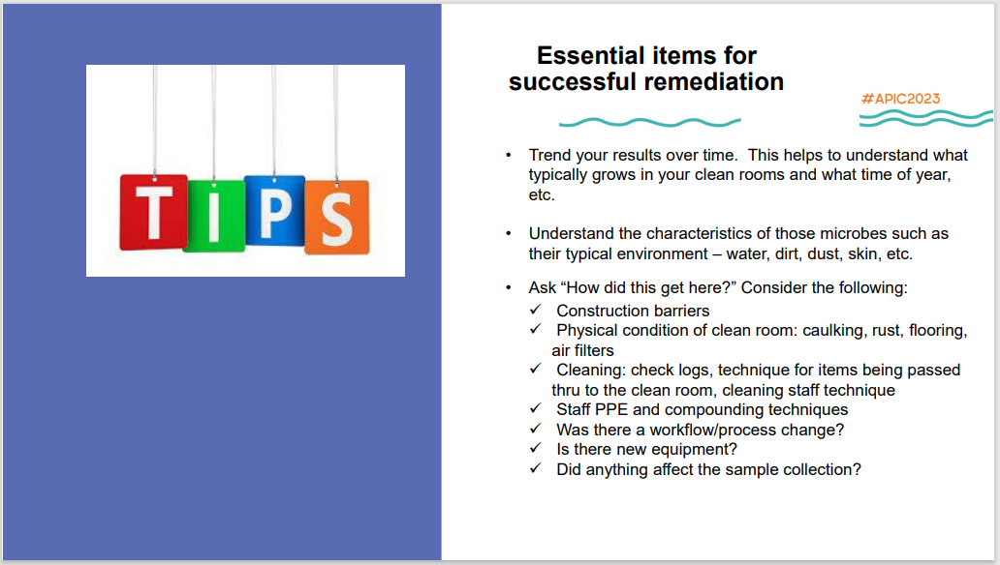 TIPS
Essential items for
successful remediation
#APIC2023
• Trend your results over time.  This helps to understand what
typically grows in your clean rooms and what time of year,
etc.
• Understand the characteristics of those microbes such as
their typical environment – water, dirt, dust, skin, etc.
• Ask “How did this get here?” Consider the following:
✓ Construction barriers
✓ Physical condition of clean room: caulking, rust, flooring,
air filters
✓ Cleaning: check logs, technique for items being passed
thru to the clean room, cleaning staff technique
✓ Staff PPE and compounding techniques
✓ Was there a workflow/process change?
✓ Is there new equipment?
✓ Did anything affect the sample collection?